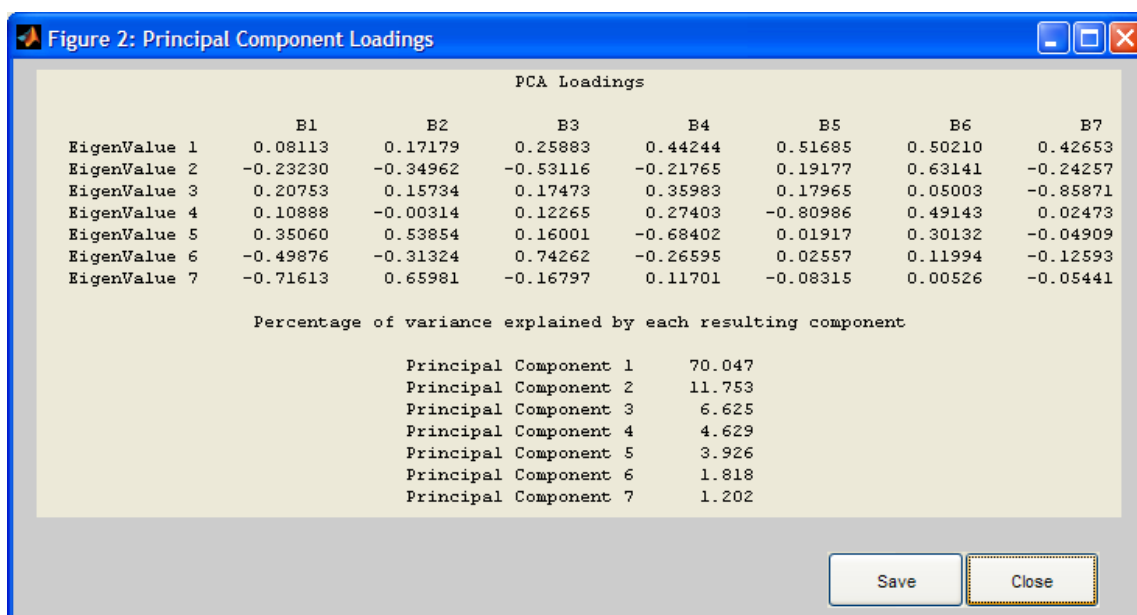 Figure 2: Principal Component Loadings
PCA Loadings
B1 B2 B3 B4 B5 B6 B7
EigenValue 1 0.08113 0.17179 0.25883 0.44244 0.51685 0.50210 0.42653
EigenValue 2 -0.23230 -0.34962 -0.53116 -0.21765 0.19177 0.63141 -0.24257
EigenValue 3 0.20753 0.15734 0.17473 0.35983 0.17965 0.05003 -0.85871
EigenValue 4 0.10888 -0.00314 0.12265 0.27403 -0.80986 0.49143 0.02473
EigenValue 5 0.35060 0.53854 0.16001 -0.68402 0.01917 0.30132 -0.04909
EigenValue 6 -0.49876 -0.31324 0.74262 -0.26595 0.02557 0.11994 -0.12593
EigenValue 7 -0.71613 0.65981 -0.16797 0.11701 -0.08315 0.00526 -0.05441
Percentage of variance explained by each resulting component
Principal Component 1 70.047
Principal Component 2 11.753
Principal Component 3 6.625
Principal Component 4 4.629
Principal Component 5 3.926
Principal Component 6 1.818
Principal Component 7 1.202
Save Close